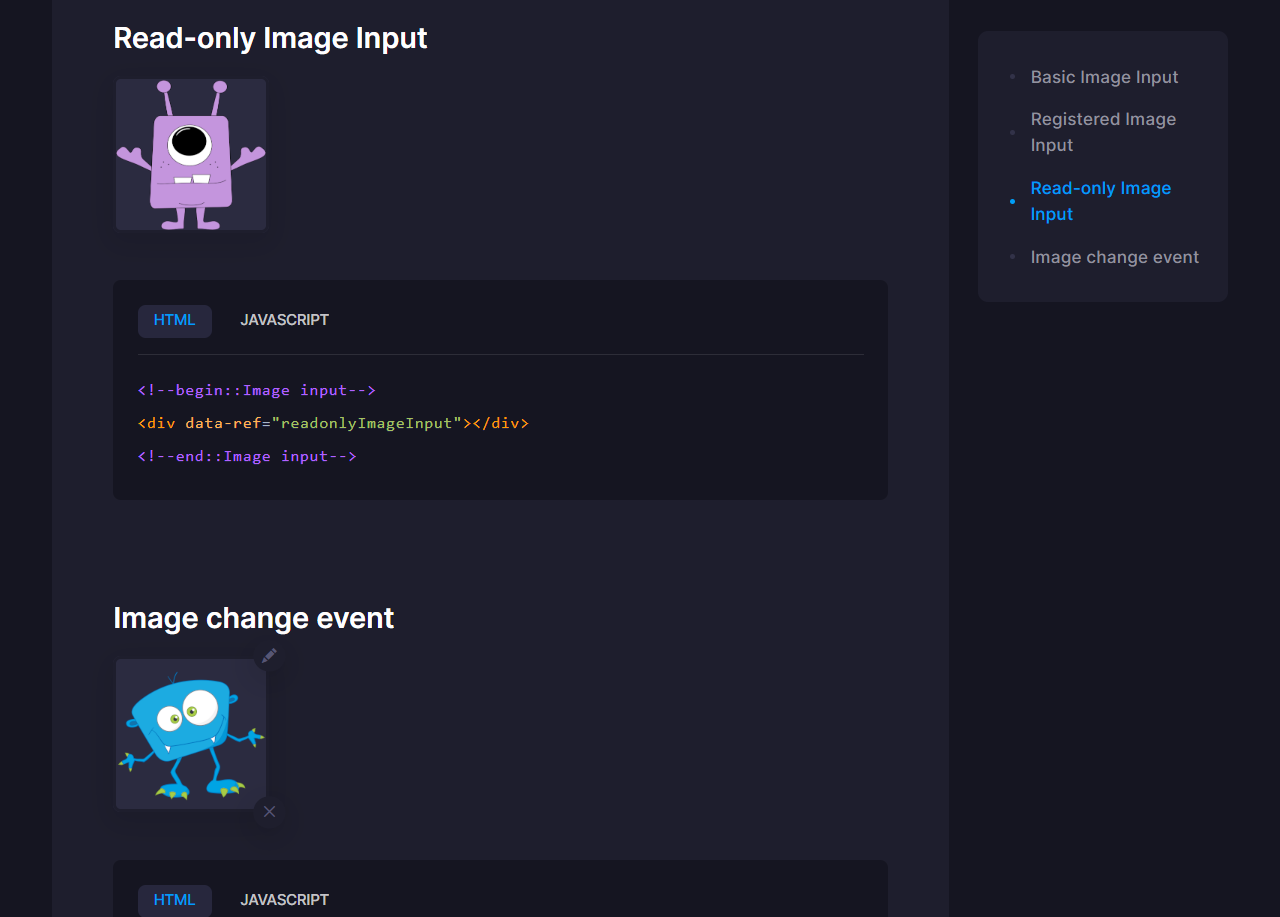 Read-only Image Input
HTML JAVASCRIPT
<!--begin::Image input-->
<div data-ref="readonlyImageInput"></div>
<!--end::Image input-->
Image change event
HTML JAVASCRIPT
Basic Image Input
Registered Image
Input
Read-only Image
Input
Image change event